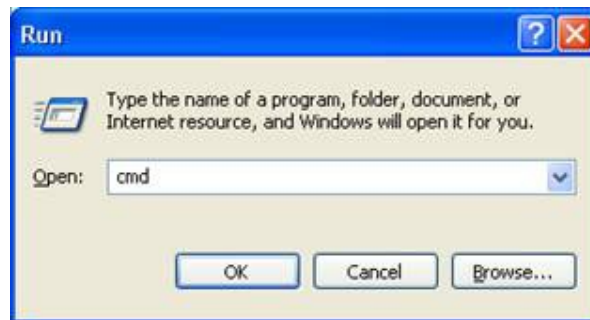 Run
Type the name of a program, folder, document, or
Internet resource, and Windows will open it for you.
Open: cmd
OK Cancel Browse...